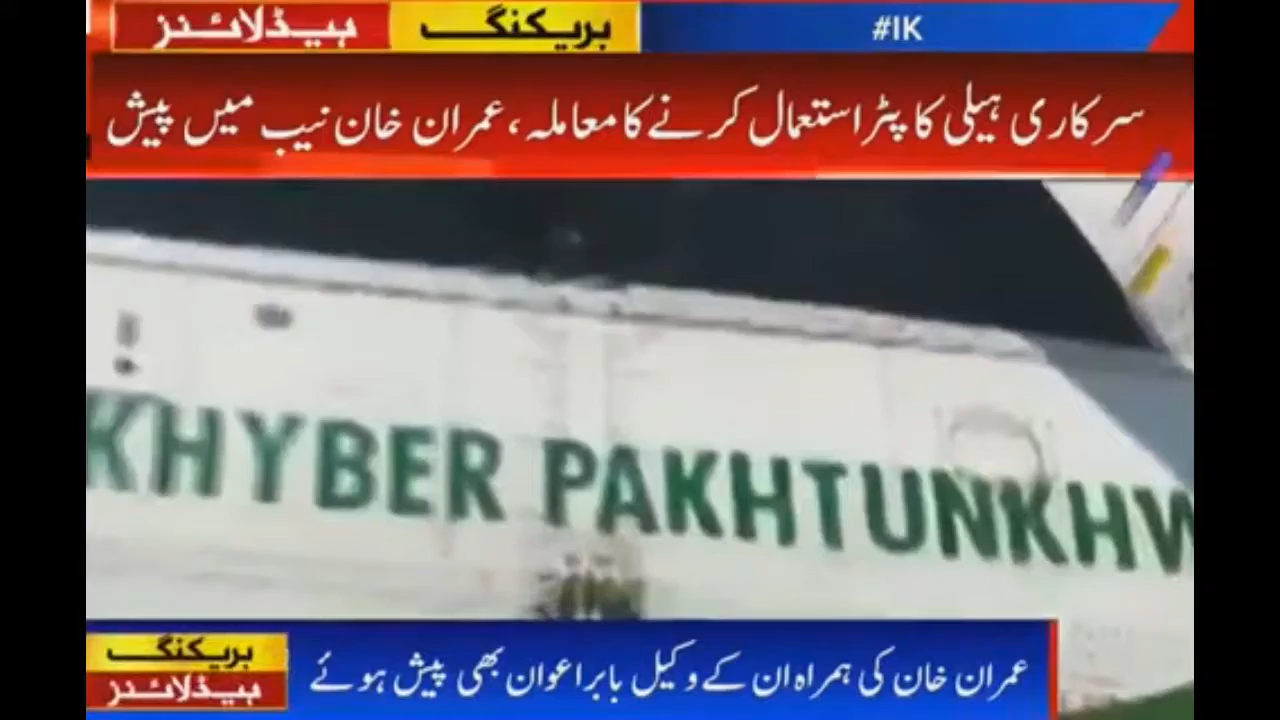 ہیڈلائنز بریکنگ #IK
سرکاری ہیلی کاپٹر استعمال کرنے کا معاملہ، عمران خان نیب میں پیش
KHYBER PAKHTUNKHW
بریکنگ
ہیڈلائنز
عمران خان کی ہمراہ ان کے وکیل بابر اعوان بھی پیش ہوئے